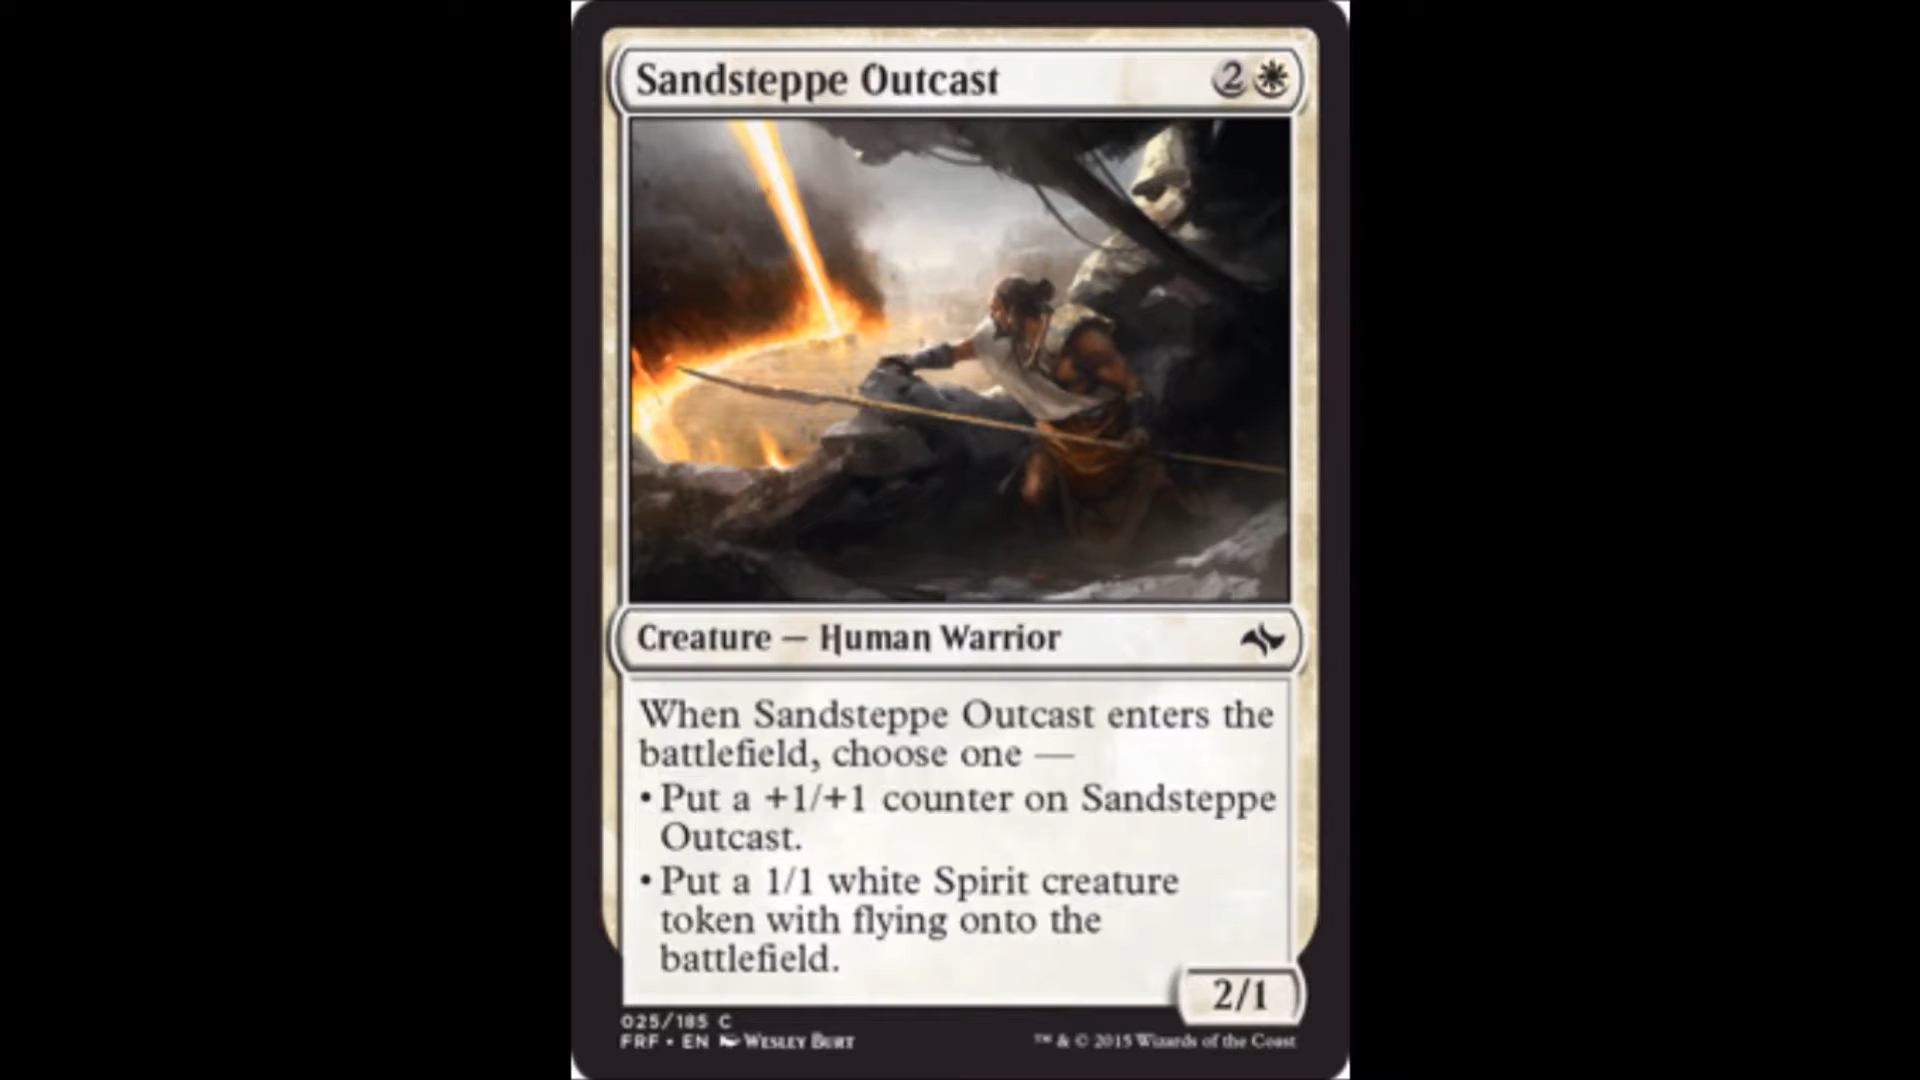 Sandsteppe Outcast 2
Creature — Human Warrior
When Sandsteppe Outcast enters the
battlefield, choose one —
• Put a +1/+1 counter on Sandsteppe
Outcast.
• Put a 1/1 white Spirit creature
token with flying onto the
battlefield.
2/1
025/185 C
FRF • EN Wesley Burt
™ & © 2015 Wizards of the Coast